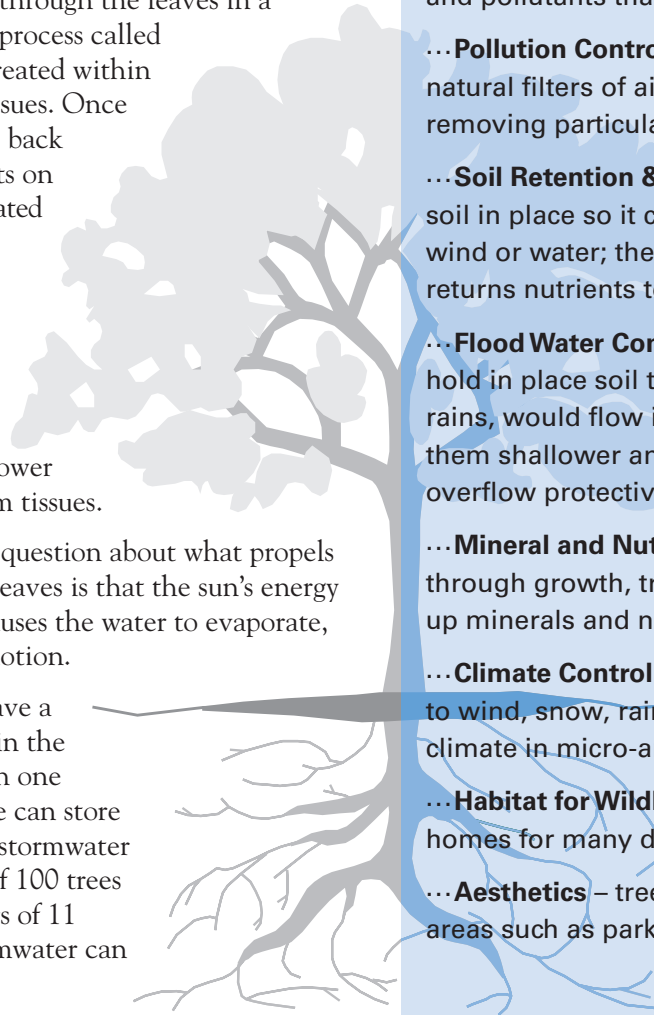 through the leaves in a
process called
reated within
sues. Once
back
ts on
ated
ower
m tissues.
question about what propels
eaves is that the sun's energy
uses the water to evaporate,
otion.
ave a
in the
n one
e can store
stormwater
f 100 trees
s of 11
mwater can
and pollutants tha
…Pollution Contro
natural filters of ai
removing particula
…Soil Retention &
soil in place so it c
wind or water; the
returns nutrients t
…Flood Water Con
hold in place soil t
rains, would flow i
them shallower an
overflow protectiv
…Mineral and Nut
through growth, tr
up minerals and n
…Climate Control
to wind, snow, rai
climate in micro-a
…Habitat for Wildl
homes for many d
…Aesthetics – tree
areas such as park